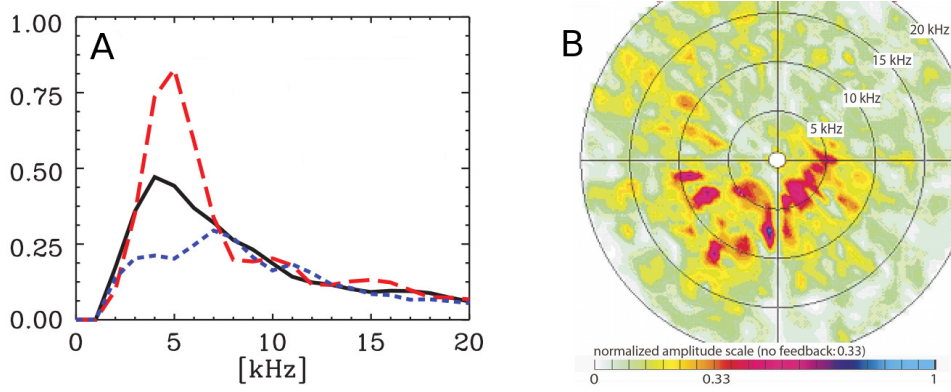 A
1.00
0.75
0.50
0.25
0.00
0 5 10 15 20
[kHz]
B
20 kHz
15 kHz
10 kHz
5 kHz
normalized amplitude scale (no feedback:0.33)
0 0.33 1